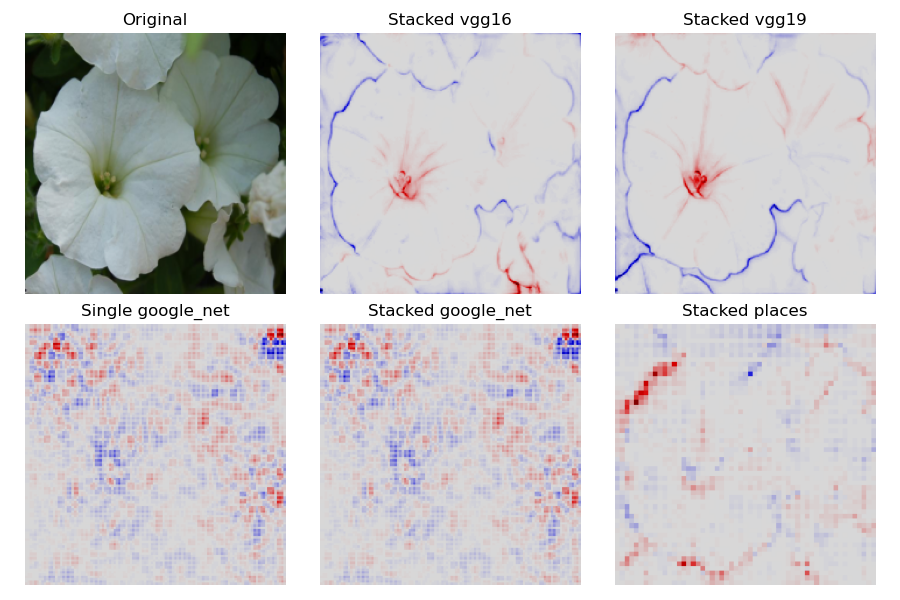 Original
Stacked vgg16
Stacked vgg19
Single google_net
Stacked google_net
Stacked places